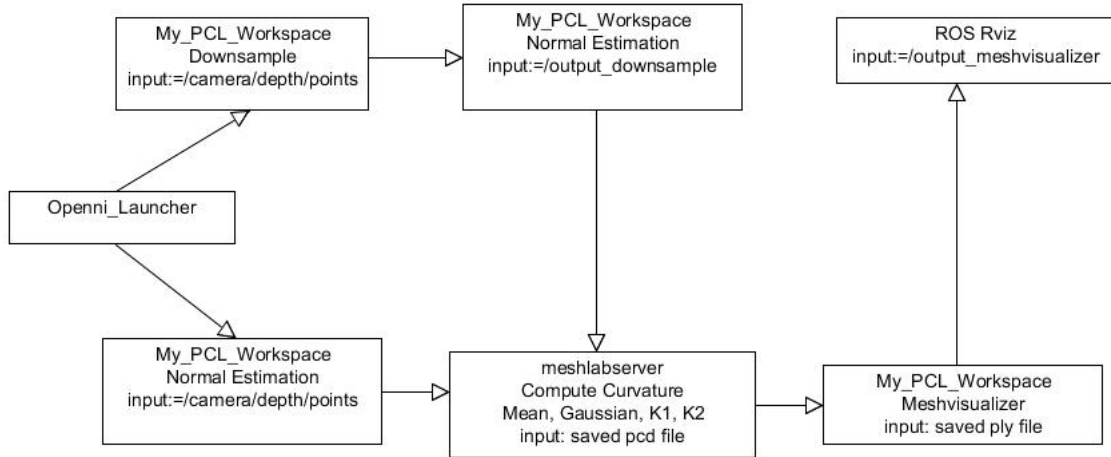 My_PCL_Workspace
Downsample
input:=/camera/depth/points
My_PCL_Workspace
Normal Estimation
input:=/output_downsample
ROS Rviz
input:=/output_meshvisualizer
Openni_Launcher
My_PCL_Workspace
Normal Estimation
input:=/camera/depth/points
meshlabserver
Compute Curvature
Mean, Gaussian, K1, K2
input: saved pcd file
My_PCL_Workspace
Meshvisualizer
input: saved ply file